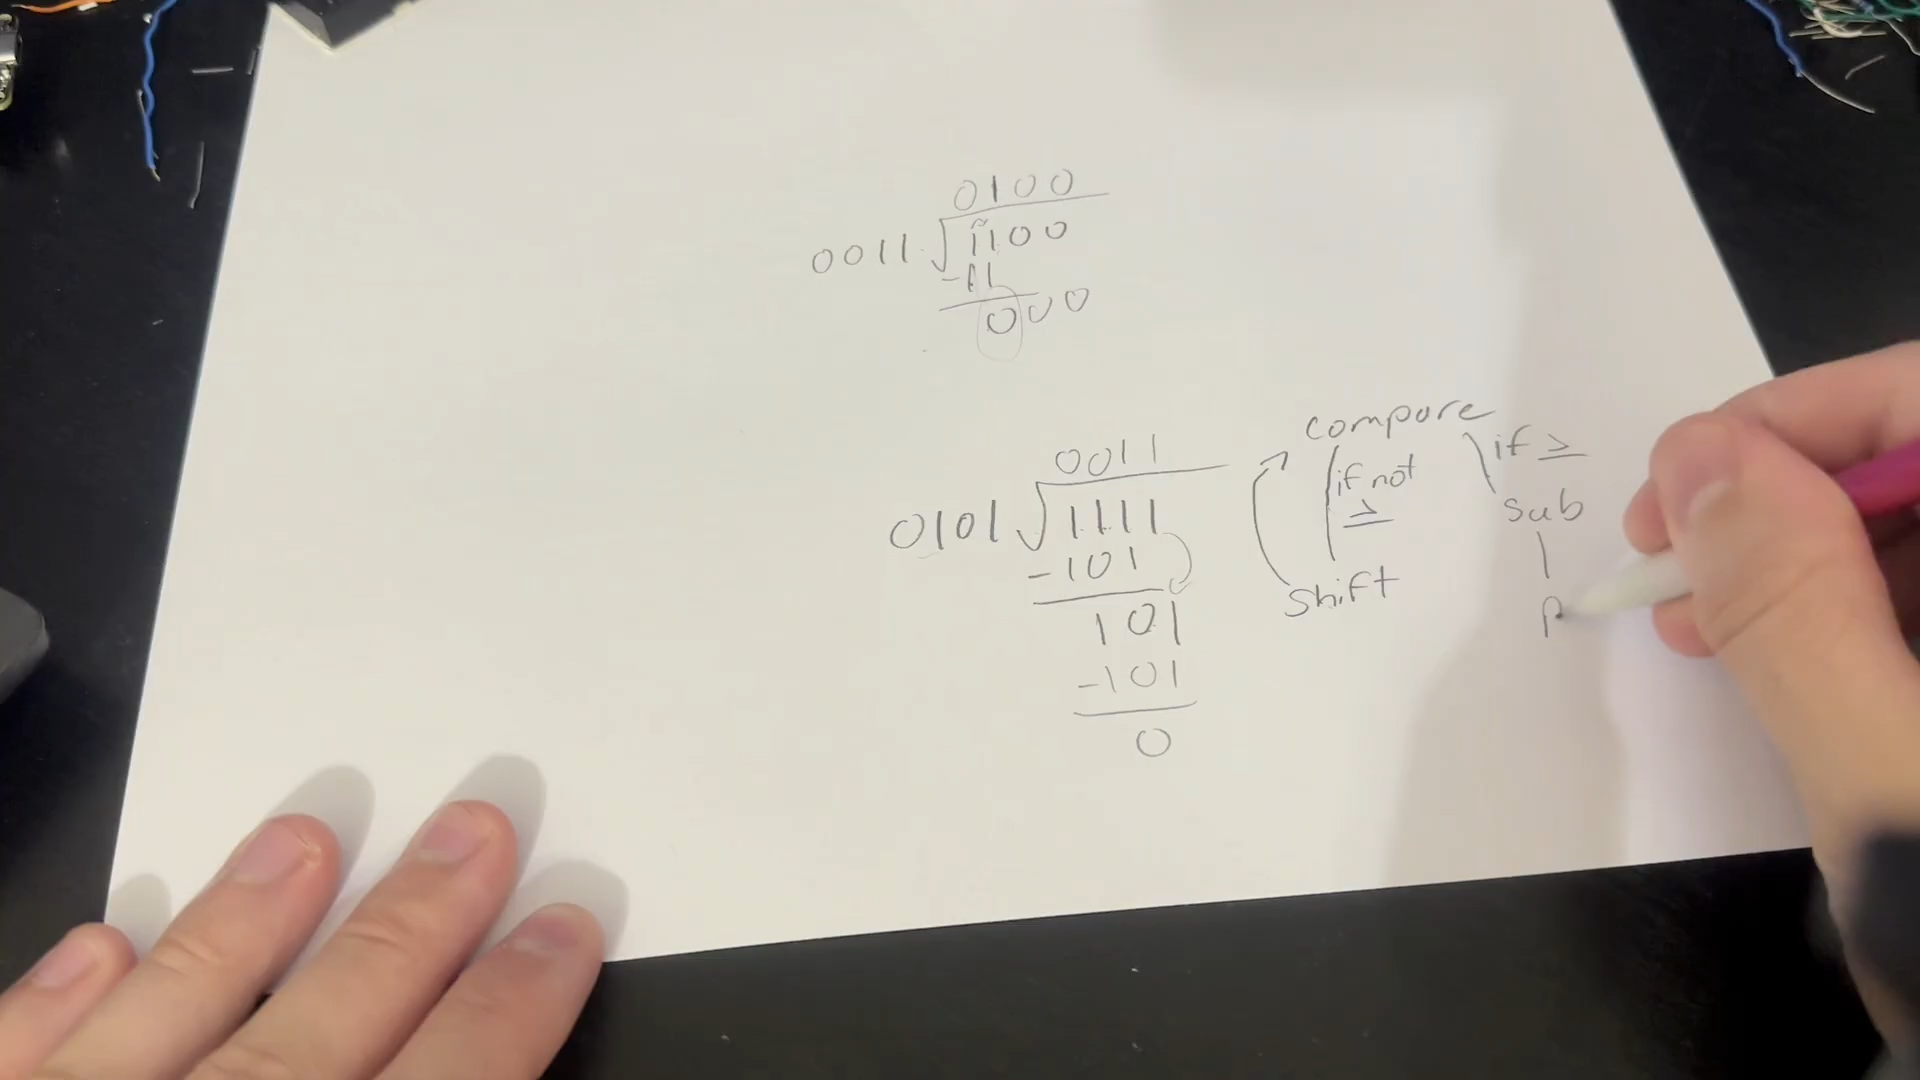 0100
0011 √1100
-11
000
0011
0101 √1111
-101
101
-101
0
compare
if not
≥
if ≥
Sub
Shift